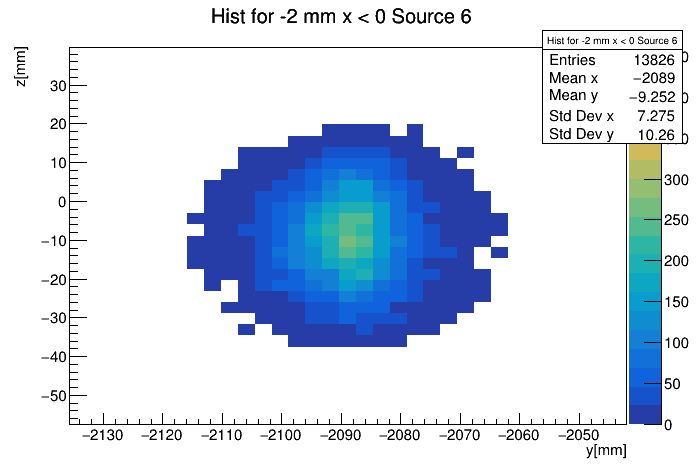 Hist for -2 mm x < 0 Source 6
z[mm]
Hist for -2 mm x < 0 Source 6
Entries 13826
Mean x −2089
Mean y −9.252
Std Dev x 7.275
Std Dev y 10.26
30
20
10
0
−10
−20
−30
−40
−50
300
250
200
150
100
50
0
−2130 −2120 −2110 −2100 −2090 −2080 −2070 −2060 −2050
y[mm]